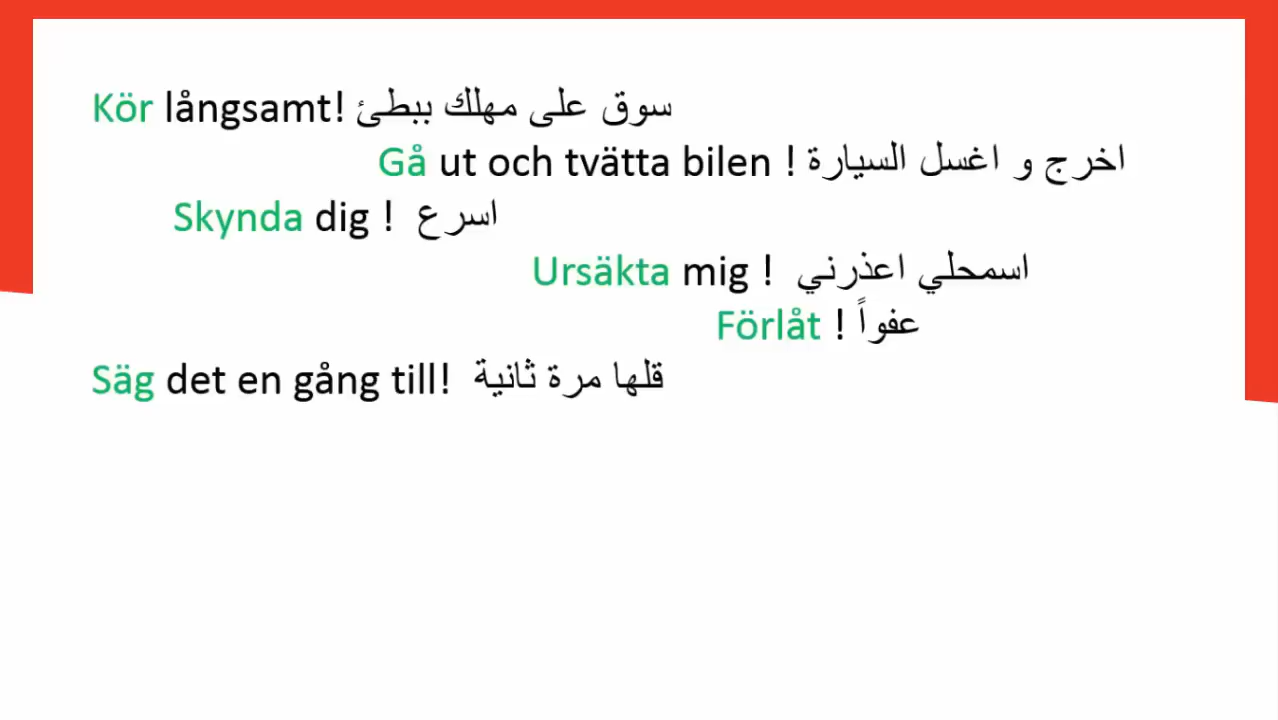 Kör långsamt! سوق على مهلك ببطئ
Gå ut och tvätta bilen ! اخرج و اغسل السيارة
Skynda dig ! اسرع
Ursäkta mig ! اسمحلي اعذرني
Förlåt ! عفواً
Säg det en gång till! قلها مرة ثانية